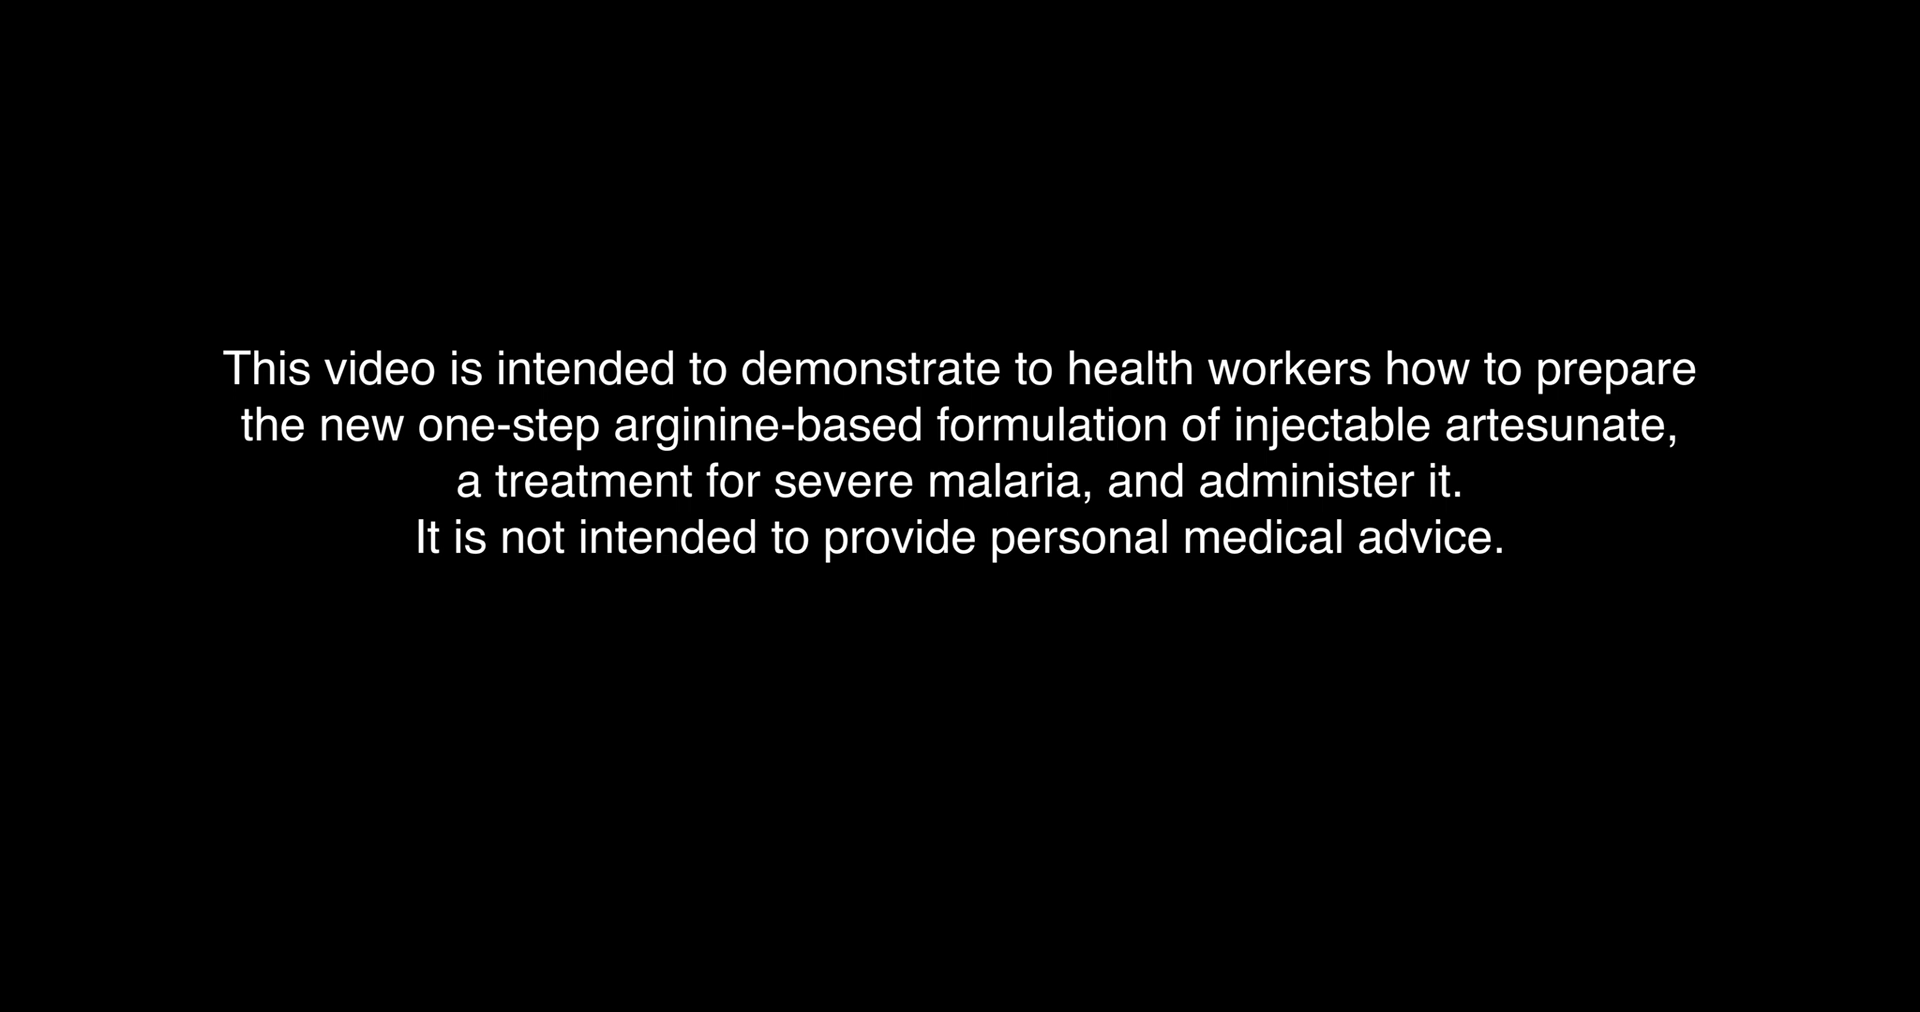 This video is intended to demonstrate to health workers how to prepare
the new one-step arginine-based formulation of injectable artesunate,
a treatment for severe malaria, and administer it.
It is not intended to provide personal medical advice.